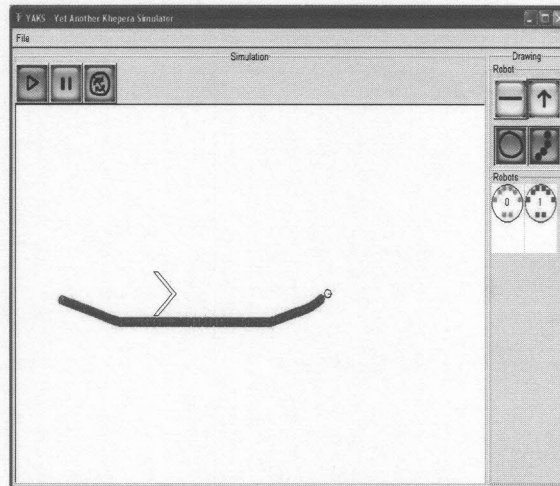 YAKS - Yet Another Khepera Simulator
File
Simulation
Drawing
Robot
Robots
0 1